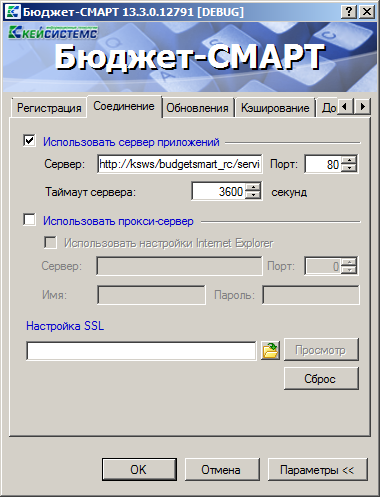 Бюджет-СМАРТ 13.3.0.12791 [DEBUG]
КЕЙСИСТЕМС
Бюджет-СМАРТ
Регистрация Соединение Обновления Кэширование До
Использовать сервер приложений
Сервер: http://ksws/budgetsmart_rc/servi Порт: 80
Таймаут сервера: 3600 секунд
Использовать прокси-сервер
Использовать настройки Internet Explorer
Сервер: Порт: 0
Имя: Пароль:
Настройка SSL
Просмотр
Сброс
OK Отмена Параметры <<